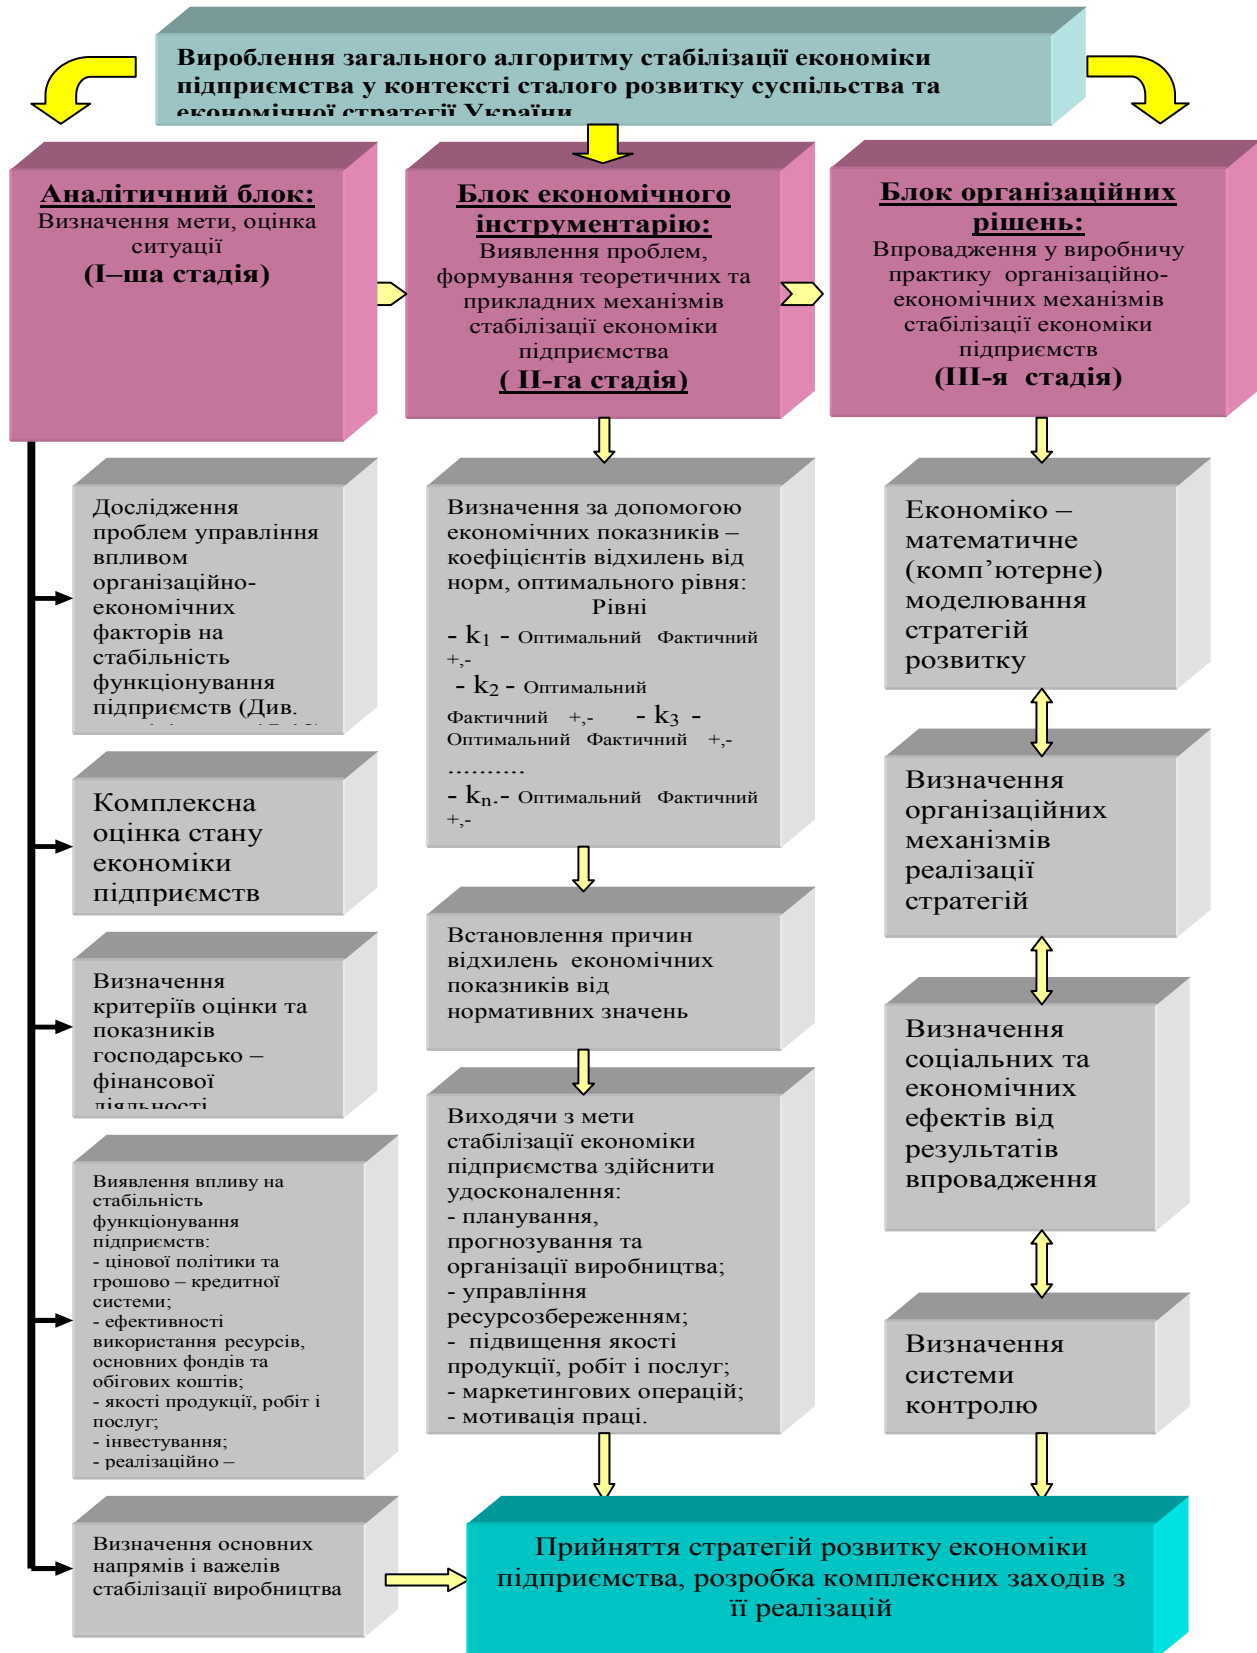 Вироблення загального алгоритму стабілізації економіки
підприємства у контексті сталого розвитку суспільства та
економічної стратегії України
Аналітичний блок:
Визначення мети, оцінка
ситуації
(І–ша стадія)
Блок економічного
інструментарію:
Виявлення проблем,
формування теоретичних та
прикладних механізмів
стабілізації економіки
підприємства
( ІІ-га стадія)
Блок організаційних
рішень:
Впровадження у виробничу
практику організаційно-
економічних механізмів
стабілізації економіки
підприємств
(ІІІ-я стадія)
Дослідження
проблем управління
впливом
організаційно-
економічних
факторів на
стабільність
функціонування
підприємств (Див.
Комплексна
оцінка стану
економіки
підприємств
Визначення
критеріїв оцінки та
показників
господарсько –
фінансової
діяльності
Виявлення впливу на
стабільність
функціонування
підприємств:
- цінової політики та
грошово – кредитної
системи;
- ефективності
використання ресурсів,
основних фондів та
обігових коштів;
- якості продукції, робіт і
послуг;
- інвестування;
- реалізаційно –
Визначення основних
напрямів і важелів
стабілізації виробництва
Визначення за допомогою
економічних показників –
коефіцієнтів відхилень від
норм, оптимального рівня:
Рівні
- k1 - Оптимальний Фактичний
+,-
- k2 - Оптимальний
Фактичний +,- - k3 -
Оптимальний Фактичний +,-
..........
- kn.- Оптимальний Фактичний
+,-
Встановлення причин
відхилень економічних
показників від
нормативних значень
Виходячи з мети
стабілізації економіки
підприємства здійснити
удосконалення:
- планування,
прогнозування та
організації виробництва;
- управління
ресурсозбереженням;
- підвищення якості
продукції, робіт і послуг;
- маркетингових операцій;
- мотивація праці.
Економіко –
математичне
(комп’ютерне)
моделювання
стратегій
розвитку
Визначення
організаційних
механізмів
реалізації
стратегій
Визначення
соціальних та
економічних
ефектів від
результатів
впровадження
Визначення
системи
контролю
Прийняття стратегій розвитку економіки
підприємства, розробка комплексних заходів з
її реалізацій